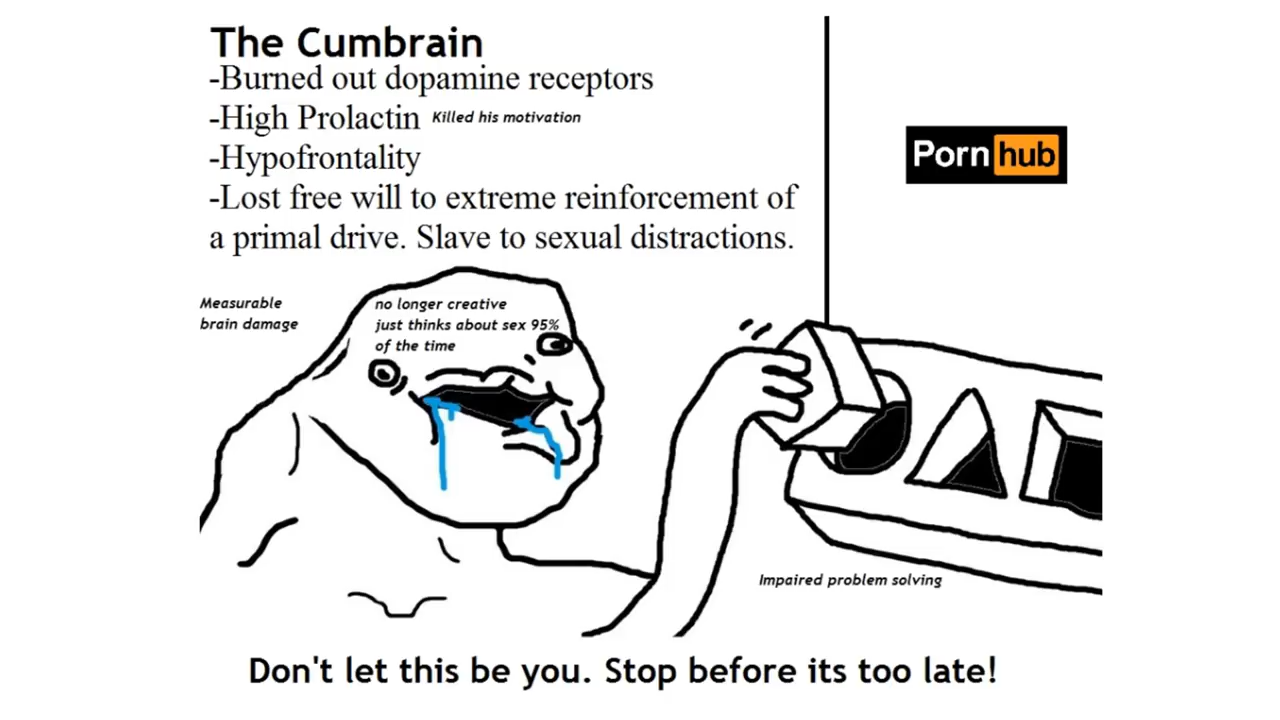 The Cumbrain
-Burned out dopamine receptors
-High Prolactin Killed his motivation
-Hypofrontality
-Lost free will to extreme reinforcement of
a primal drive. Slave to sexual distractions.
Porn hub
Measurable
brain damage
no longer creative
just thinks about sex 95%
of the time
Impaired problem solving
Don't let this be you. Stop before its too late!